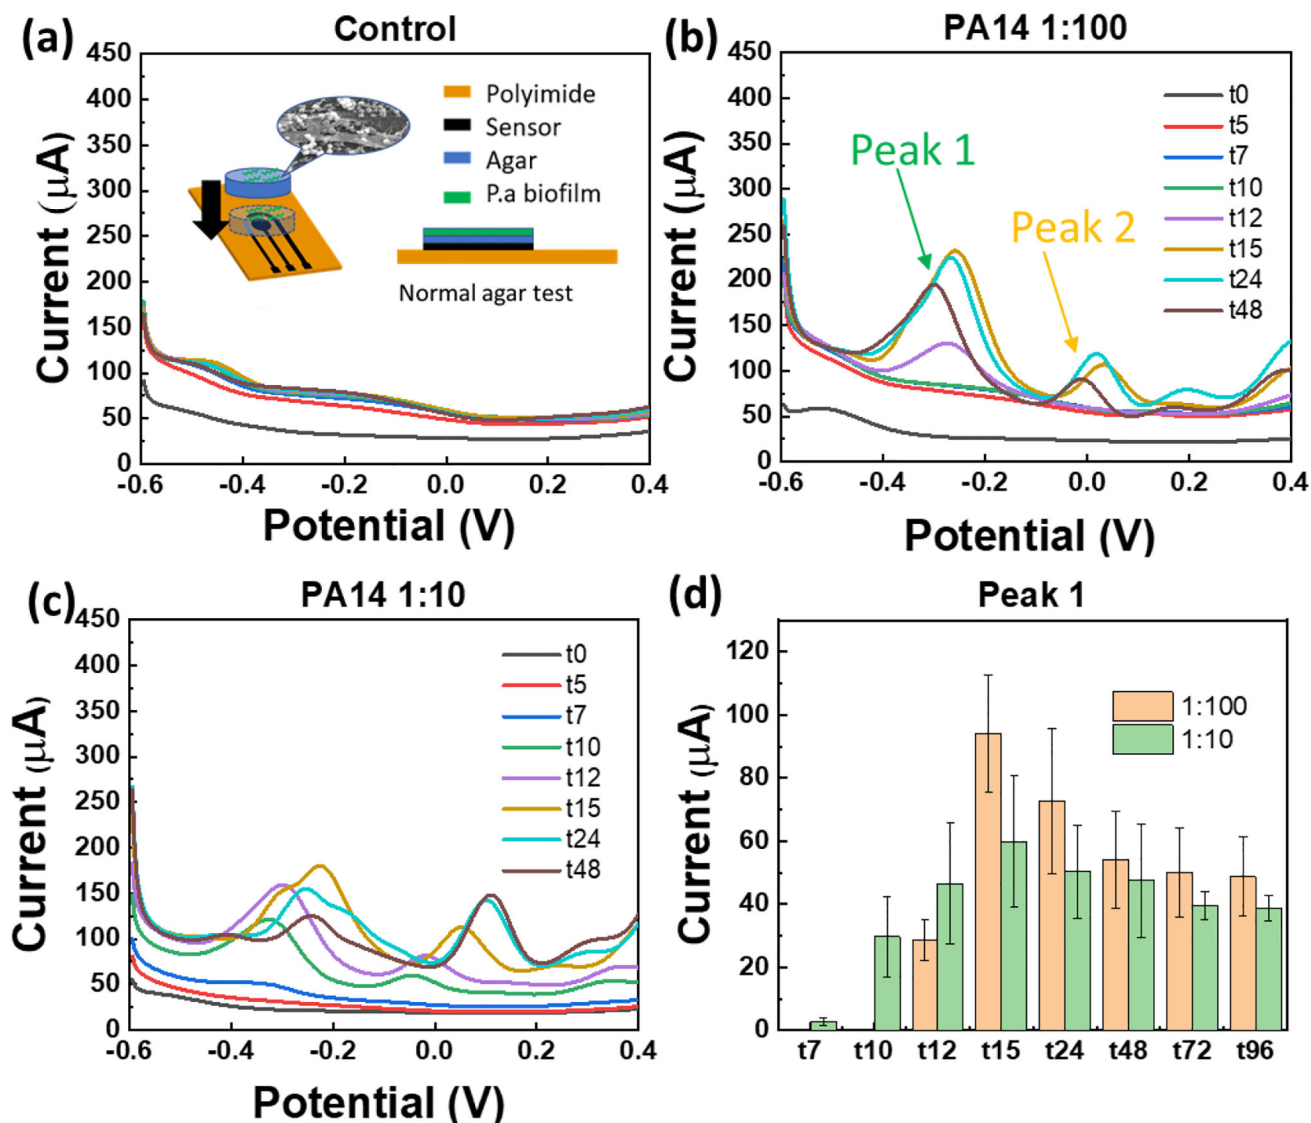 (a)
Control
450
400
350
300
250
200
150
100
50
0
Current (μA)
Polyimide
Sensor
Agar
P.a biofilm
Normal agar test
-0.6 -0.4 -0.2 0.0 0.2 0.4
Potential (V)
(b)
PA14 1:100
450
400
350
300
250
200
150
100
50
0
Current (μA)
Peak 1
Peak 2
t0
t5
t7
t10
t12
t15
t24
t48
-0.6 -0.4 -0.2 0.0 0.2 0.4
Potential (V)
(c)
PA14 1:10
450
400
350
300
250
200
150
100
50
0
Current (μA)
t0
t5
t7
t10
t12
t15
t24
t48
-0.6 -0.4 -0.2 0.0 0.2 0.4
Potential (V)
(d)
Peak 1
120
100
80
60
40
20
0
Current (μA)
1:100
1:10
t7 t10 t12 t15 t24 t48 t72 t96